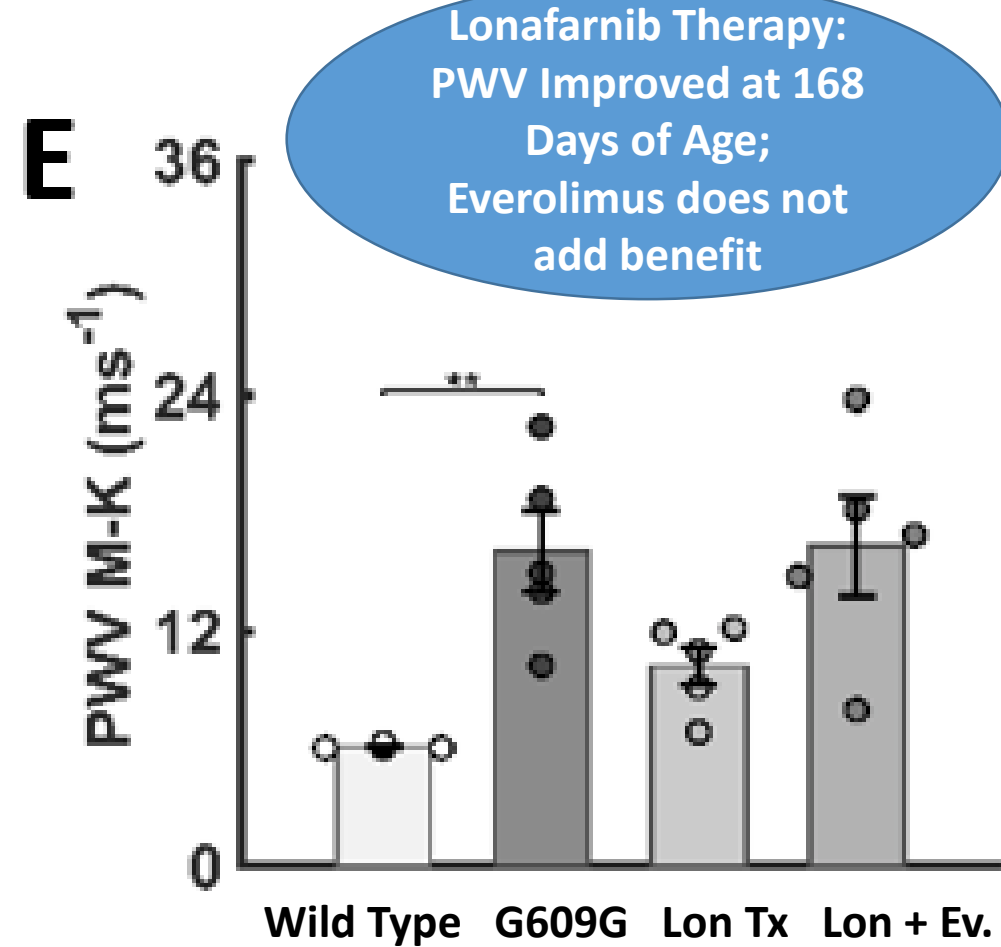 Lonafarnib Therapy:
PWV Improved at 168
Days of Age;
Everolimus does not
add benefit
E
36
24
12
0
PWV M-K (ms⁻¹)
**
Wild Type G609G Lon Tx Lon + Ev.